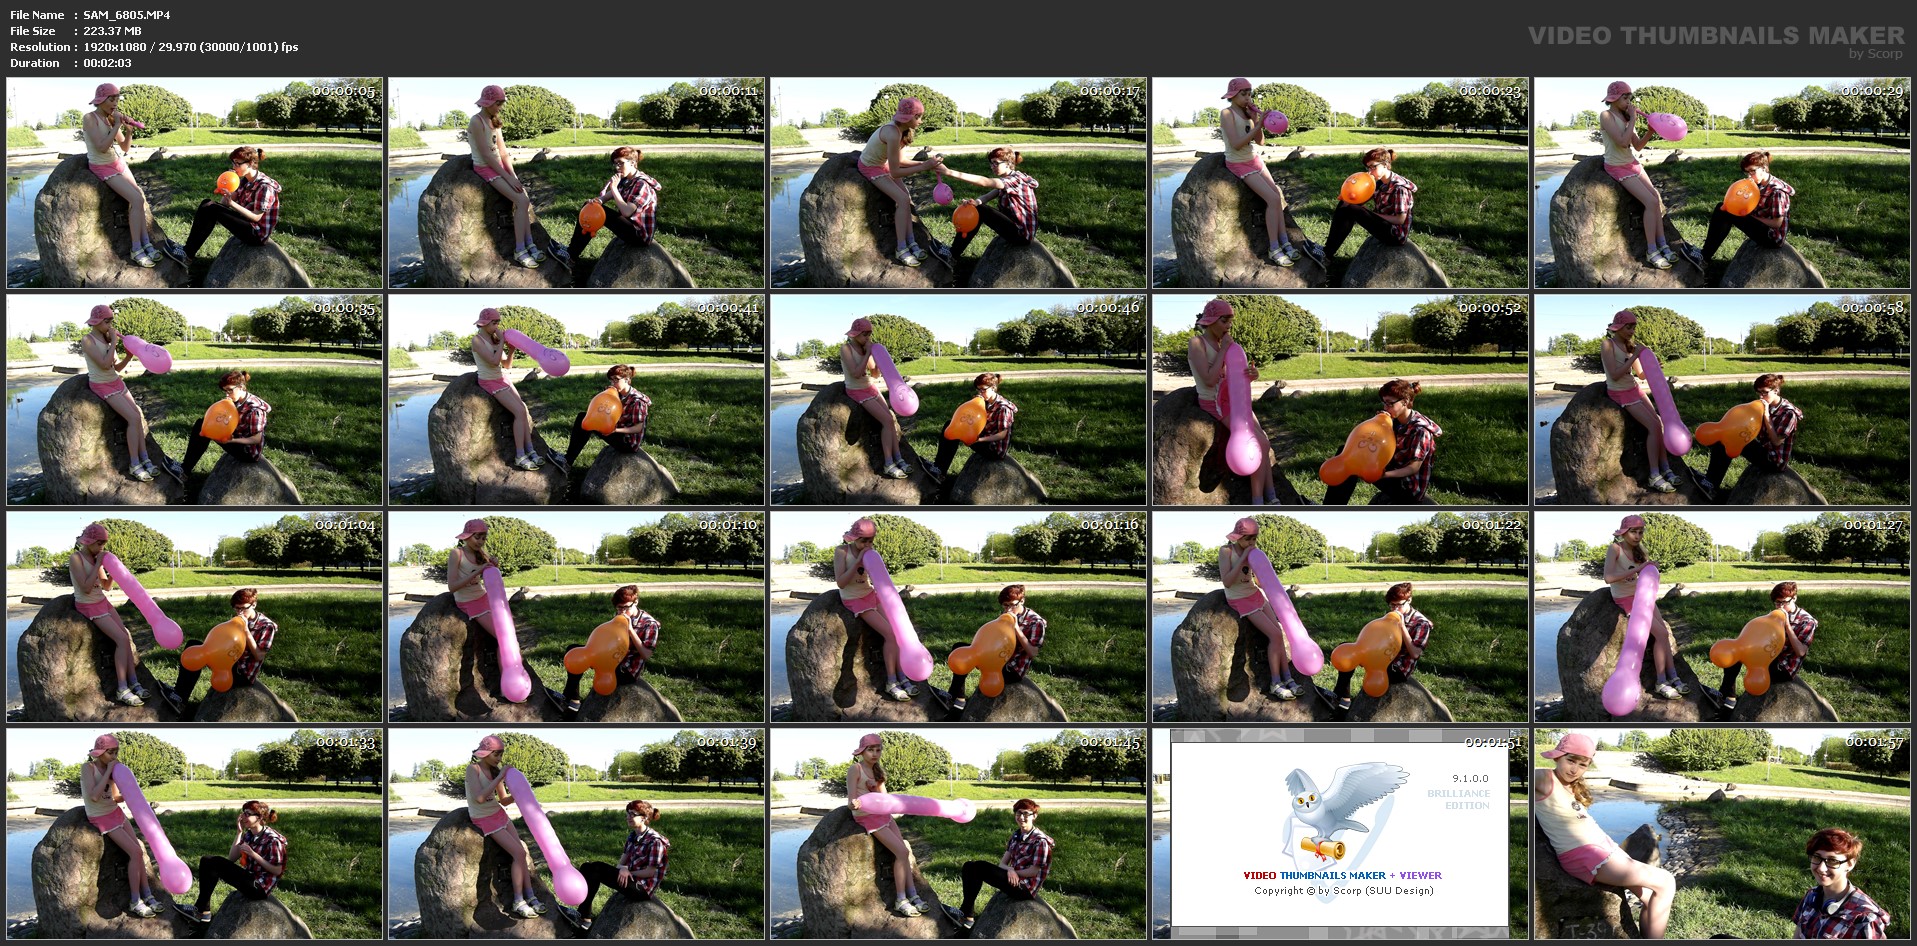 File Name : SAM_6805.MP4
File Size : 223.37 MB
Resolution : 1920x1080 / 29.970 (30000/1001) fps
Duration : 00:02:03
VIDEO THUMBNAILS MAKER
by Scorp
00:00:05
00:00:11
00:00:17
00:00:23
00:00:29
00:00:35
00:00:41
00:00:46
00:00:52
00:00:58
00:01:04
00:01:10
00:01:16
00:01:22
00:01:27
00:01:33
00:01:39
00:01:45
00:01:51
9.1.0.0
BRILLIANCE
EDITION
VIDEO THUMBNAILS MAKER + VIEWER
Copyright © by Scorp (SUU Design)
00:01:57